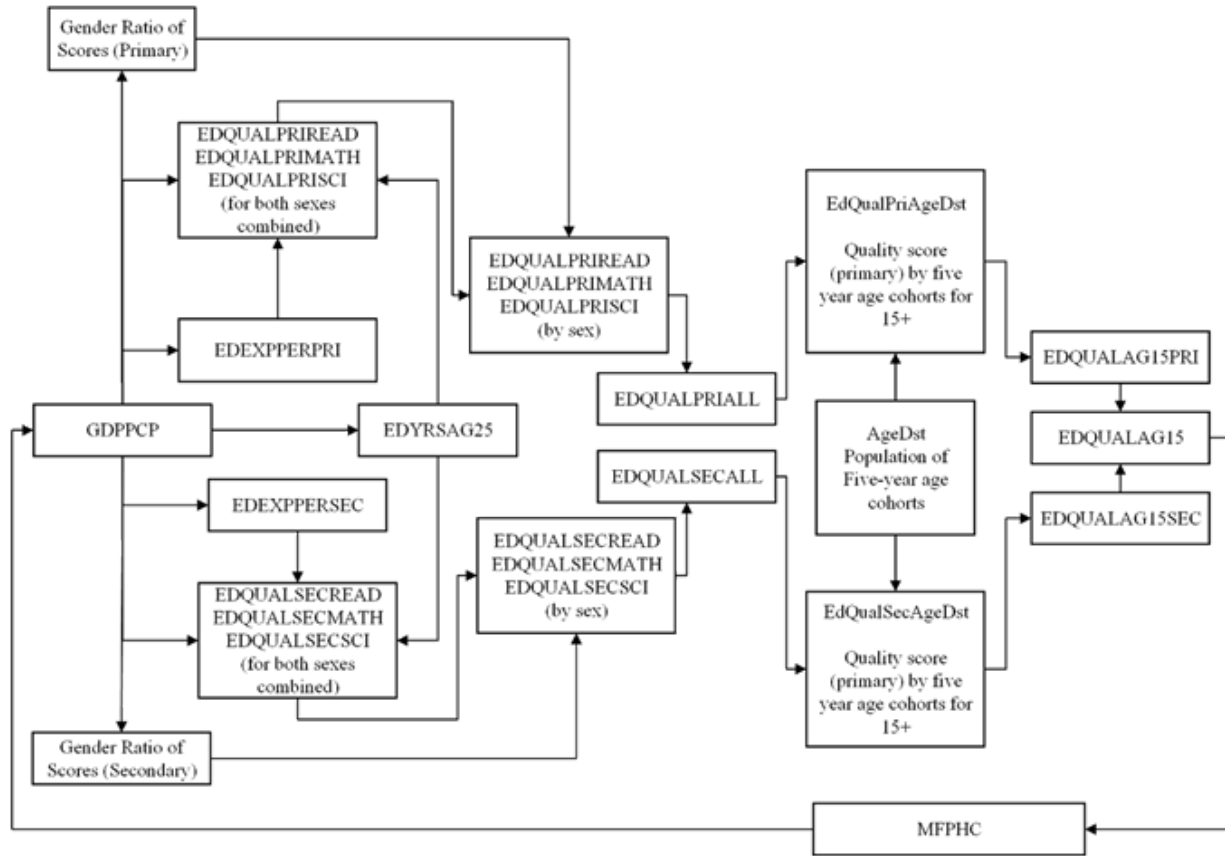 Gender Ratio of
Scores (Primary)
EDQUALPRIREAD
EDQUALPRIMATH
EDQUALPRISCI
(for both sexes
combined)
EDEXPPERPRI
GDPPCP
EDYRSAG25
EDEXPPERSEC
EDQUALSECREAD
EDQUALSECMATH
EDQUALSECSCI
(for both sexes
combined)
Gender Ratio of
Scores (Secondary)
EDQUALPRIREAD
EDQUALPRIMATH
EDQUALPRISCI
(by sex)
EDQUALPRIALL
EDQUALSECALL
EDQUALSECREAD
EDQUALSECMATH
EDQUALSECSCI
(by sex)
EdQualPriAgeDst
Quality score
(primary) by five
year age cohorts for
15+
AgeDst
Population of
Five-year age
cohorts
EdQualSecAgeDst
Quality score
(primary) by five
year age cohorts for
15+
EDQUALAG15PRI
EDQUALAG15
EDQUALAG15SEC
MFPHC